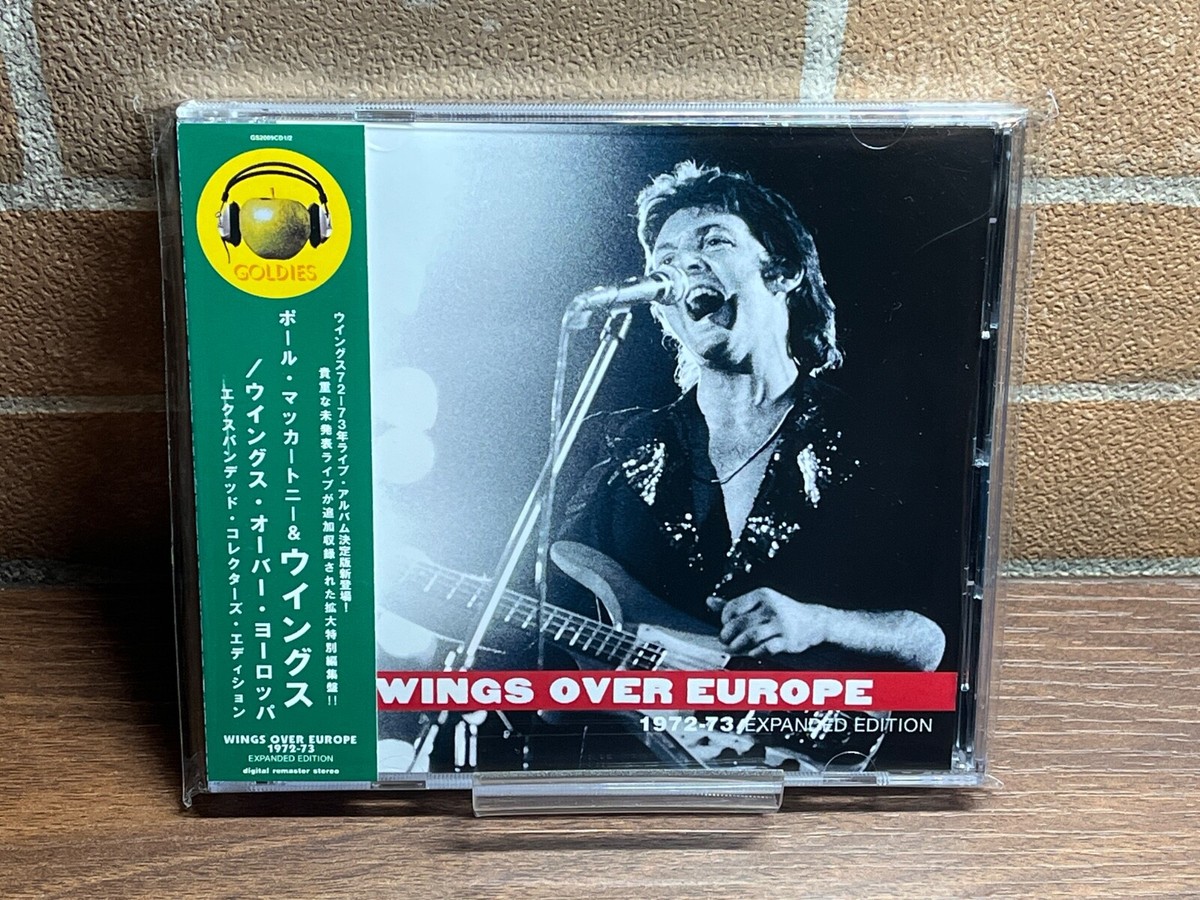 GS2009CD1/2
GOLDIES
ウイングス72-73年ライブ・アルバム決定版新登場!
貴重な未発表ライブが追加収録された拡大特別編集盤!!
ポール・マッカートニー&ウイングス
/ウイングス・オーバー・ヨーロッパ
エクスパンデッド・コレクターズ・エディション
WINGS OVER EUROPE
1972-73
EXPANDED EDITION
digital remaster stereo
WINGS OVER EUROPE
1972-73/EXPANDED EDITION